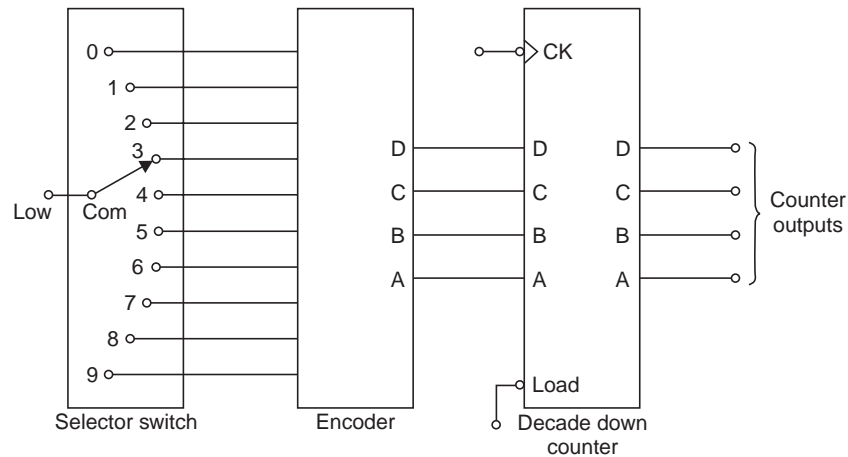 0
1
2
3
4
5
6
7
8
9
Low
Com
Selector switch
D
C
B
A
Encoder
CK
D
C
B
A
Load
D
C
B
A
Decade down
counter
Counter
outputs